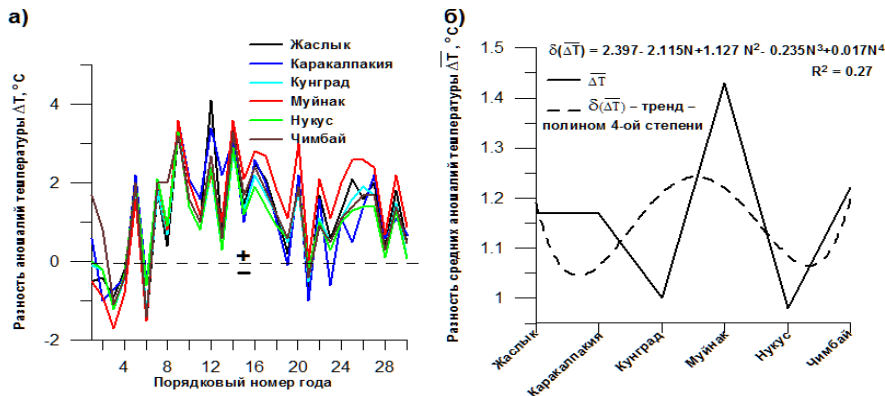 а)
Разность аномалий температуры ΔT,°C
4
2
0
-2
Жаслык
Каракалпакия
Кунград
Муйнак
Нукус
Чимбай
+
−
4 8 12 16 20 24 28
Порядковый номер года
б)
Разность средних аномалий температуры ΔT,°C
1.5
1.4
1.3
1.2
1.1
1
δ(ΔT) = 2.397- 2.115N+1.127 N²- 0.235N³+0.017N⁴
R² = 0.27
ΔT
δ(ΔT) – тренд –
полином 4-ой степени
Жаслык
Каракалпакия
Кунград
Муйнак
Нукус
Чимбай